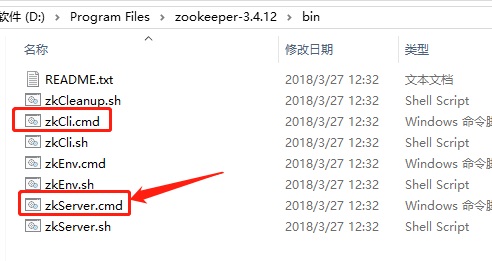 软件 (D:) › Program Files › zookeeper-3.4.12 › bin
名称 修改日期 类型
README.txt 2018/3/27 12:32 文本文档
zkCleanup.sh 2018/3/27 12:32 Shell Script
zkCli.cmd 2018/3/27 12:32 Windows 命令脚
zkCli.sh 2018/3/27 12:32 Shell Script
zkEnv.cmd 2018/3/27 12:32 Windows 命令脚
zkEnv.sh 2018/3/27 12:32 Shell Script
zkServer.cmd 2018/3/27 12:32 Windows 命令脚
zkServer.sh 2018/3/27 12:32 Shell Script